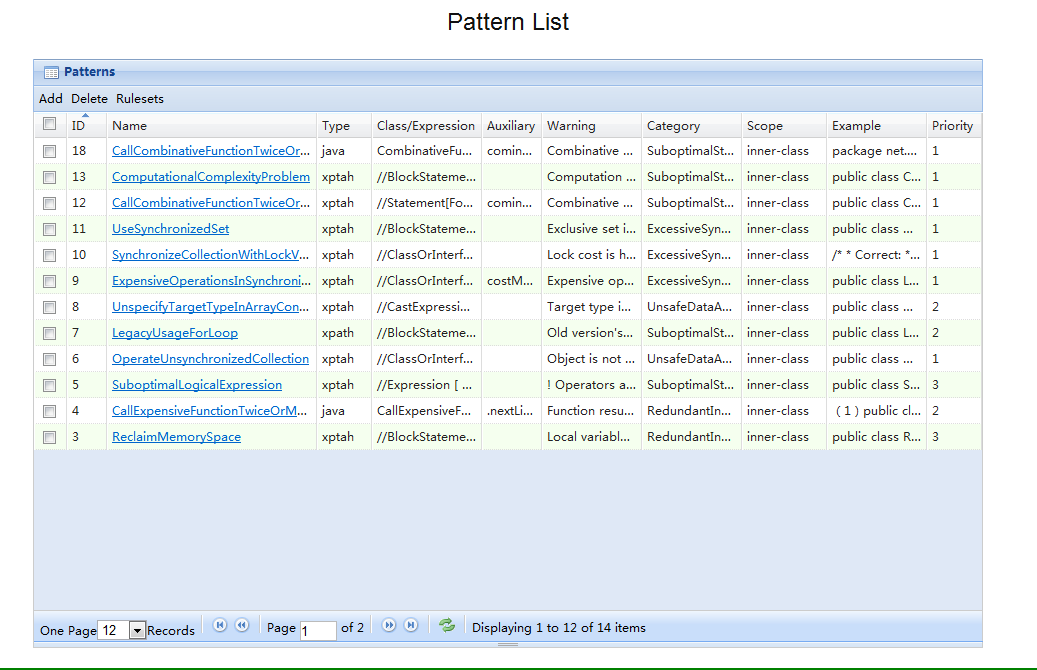 Pattern List
Patterns
Add Delete Rulesets
ID Name Type Class/Expression Auxiliary Warning Category Scope Example Priority
18 CallCombinativeFunctionTwiceOr... java CombinativeFu... comin... Combinative ... SuboptimalSt... inner-class package net.... 1
13 ComputationalComplexityProblem xptah //BlockStateme... Computation ... SuboptimalSt... inner-class public class C... 1
12 CallCombinativeFunctionTwiceOr... xptah //Statement[Fo... comin... Combinative ... SuboptimalSt... inner-class public class C... 1
11 UseSynchronizedSet xptah //BlockStateme... Exclusive set i... ExcessiveSyn... inner-class public class ... 1
10 SynchronizeCollectionWithLockV... xptah //ClassOrInterf... Lock cost is h... ExcessiveSyn... inner-class /* * Correct: *... 1
9 ExpensiveOperationsInSynchroni... xptah //ClassOrInterf... costM... Expensive op... ExcessiveSyn... inner-class public class L... 1
8 UnspecifyTargetTypeInArrayCon... xptah //CastExpressi... Target type i... UnsafeDataA... inner-class public class ... 2
7 LegacyUsageForLoop xpath //BlockStateme... Old version's... SuboptimalSt... inner-class public class L... 2
6 OperateUnsynchronizedCollection xptah //ClassOrInterf... Object is not ... UnsafeDataA... inner-class public class ... 1
5 SuboptimalLogicalExpression xptah //Expression [ ... ! Operators a... SuboptimalSt... inner-class public class S... 3
4 CallExpensiveFunctionTwiceOrM... java CallExpensiveF... .nextLi... Function resu... RedundantIn... inner-class （1）public cl... 2
3 ReclaimMemorySpace xptah //BlockStateme... Local variabl... RedundantIn... inner-class public class R... 3
One Page 12 Records Page 1 of 2 Displaying 1 to 12 of 14 items